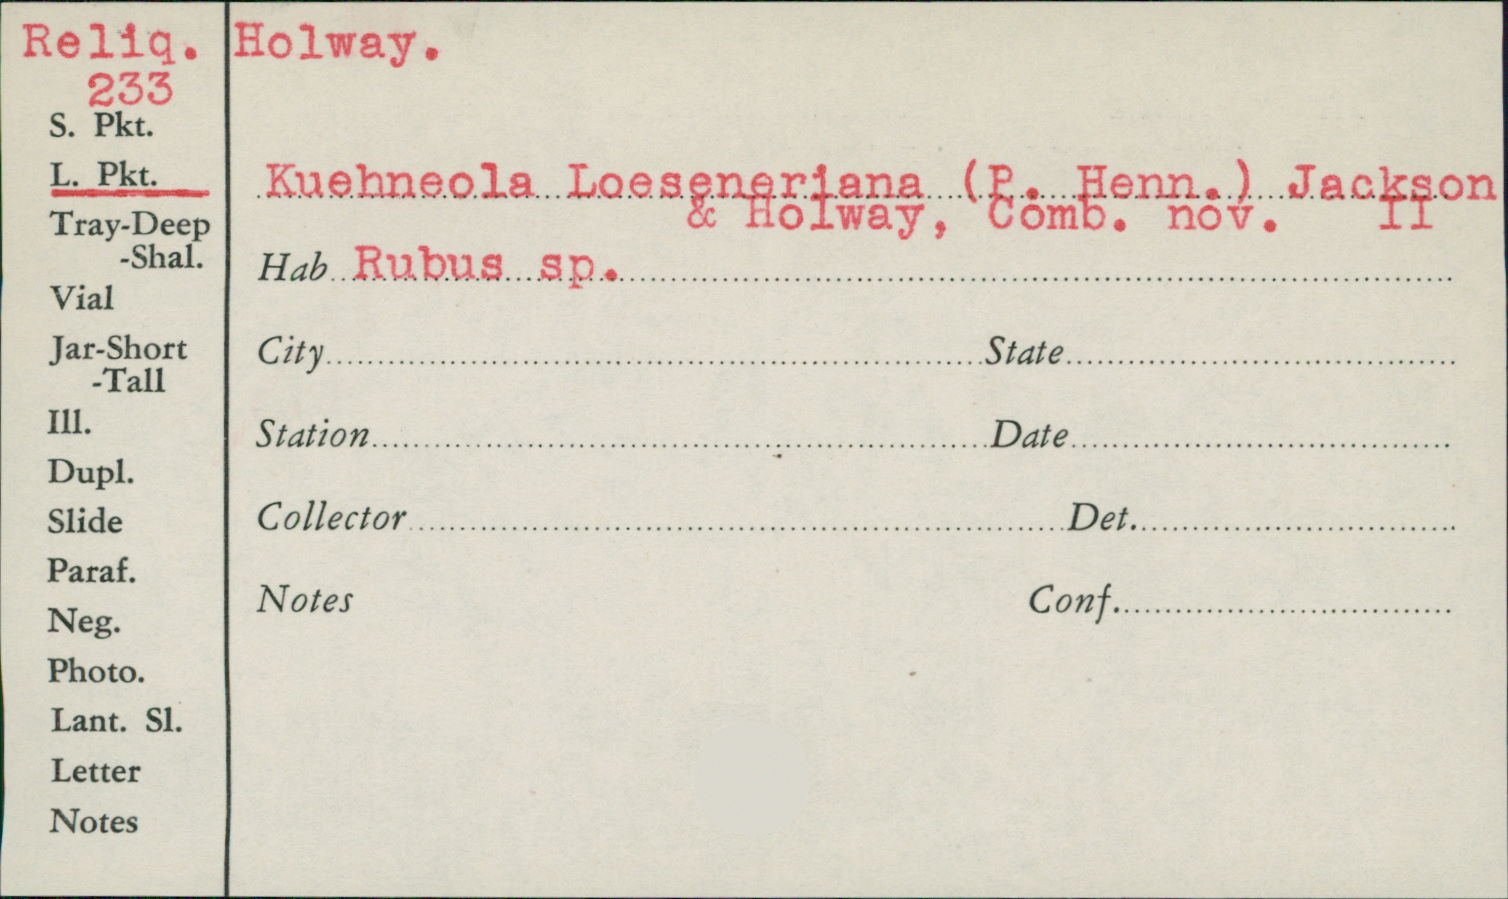 Reliq. Holway.
233
S. Pkt.
L. Pkt.
Tray-Deep
-Shal.
Vial
Jar-Short
-Tall
Ill.
Dupl.
Slide
Paraf.
Neg.
Photo.
Lant. Sl.
Letter
Notes
Kuehneola Loeseneriana (P. Henn.) Jackson
& Holway, Comb. nov. II
Hab Rubus sp.
City State
Station Date
Collector Det.
Notes Conf.